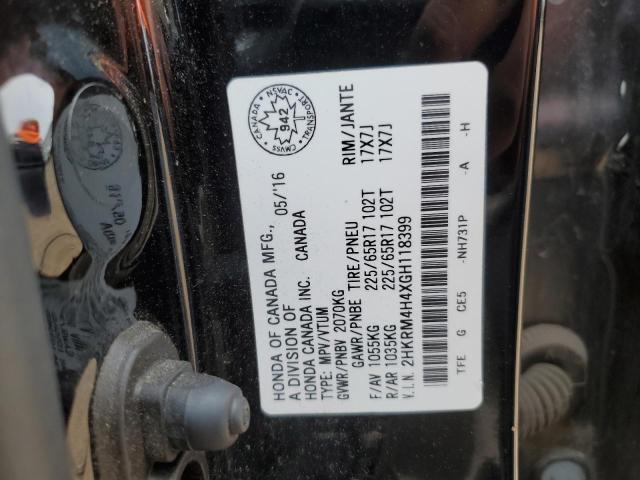 HONDA OF CANADA MFG., 05/'16
A DIVISION OF
HONDA CANADA INC. CANADA
TYPE: MPV/VTUM
GVWR/PNBV 2070KG
GAWR/PNBE TIRE/PNEU RIM/JANTE
F/AV 1055KG 225/65R17 102T 17X7J
R/AR 1035KG 225/65R17 102T 17X7J
V.I.N. 2HKRM4H4XGH118399
TFE G CE5 -NH731P -A -H
CANADA
NEVAC
942
CMVSS
TRANSPORT